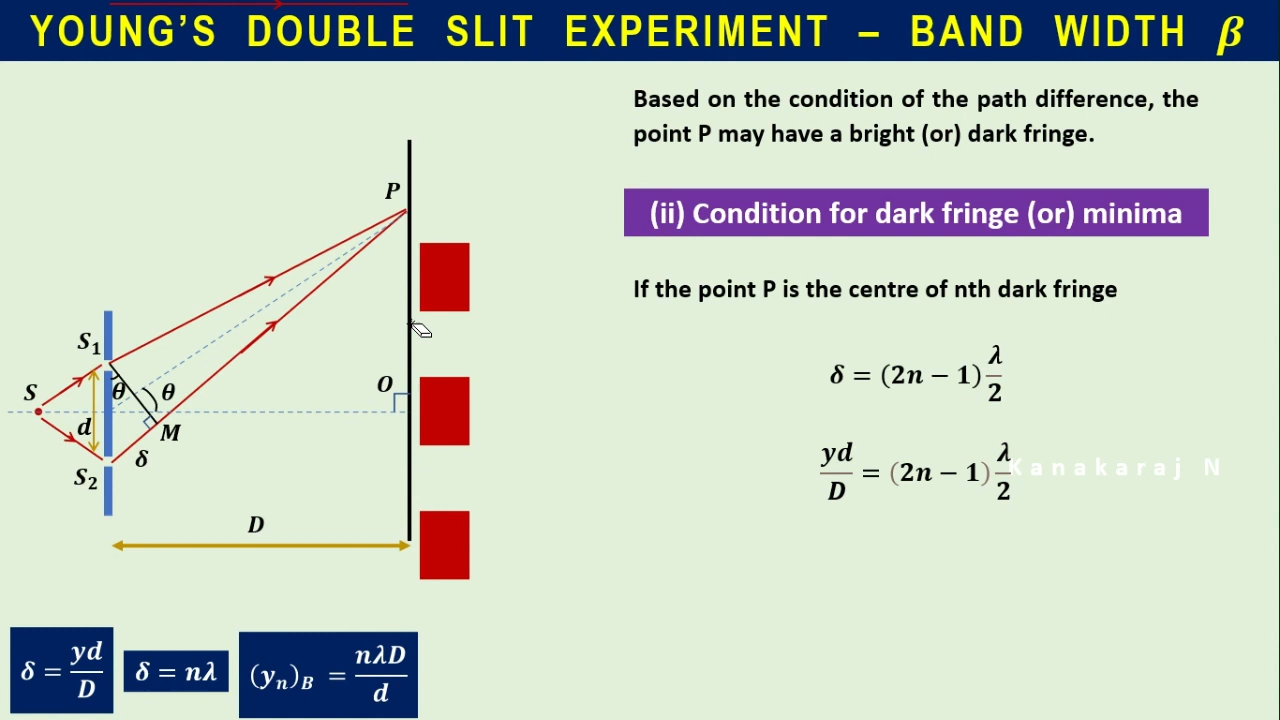 YOUNG'S DOUBLE SLIT EXPERIMENT – BAND WIDTH β
Based on the condition of the path difference, the
point P may have a bright (or) dark fringe.
(ii) Condition for dark fringe (or) minima
If the point P is the centre of nth dark fringe
δ = (2n − 1) λ/2
yd/D = (2n − 1) λ/2
Kanakaraj N
P
S₁
S
θ
θ
O
d
M
δ
S₂
D
δ = yd/D
δ = nλ
(yₙ)_B = nλD/d